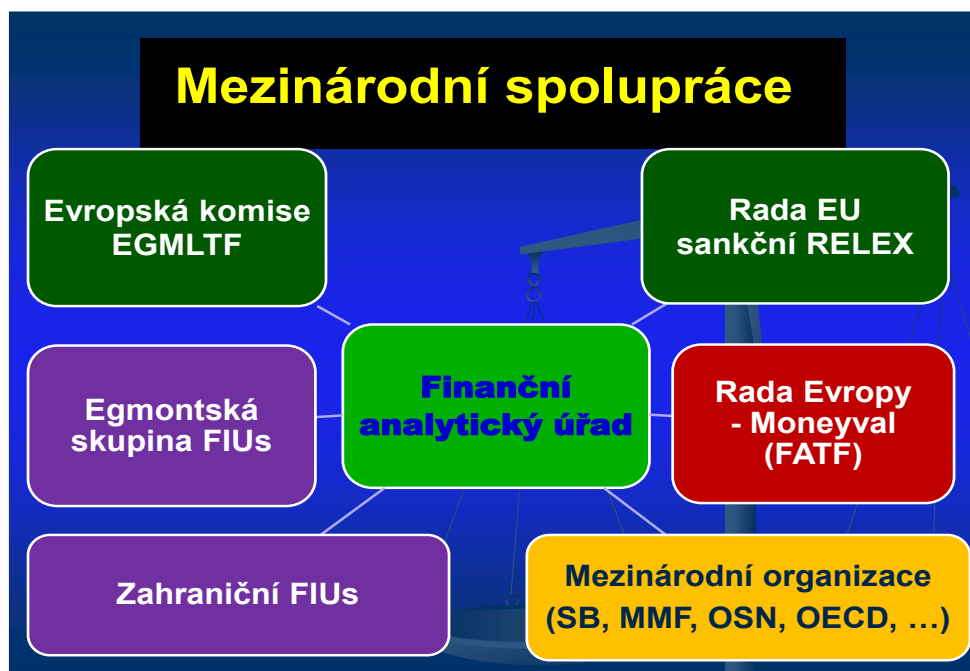 Mezinárodní spolupráce
Evropská komise
EGMLTF
Rada EU
sankční RELEX
Egmontská
skupina FIUs
Finanční
analytický úřad
Rada Evropy
- Moneyval
(FATF)
Zahraniční FIUs
Mezinárodní organizace
(SB, MMF, OSN, OECD, …)